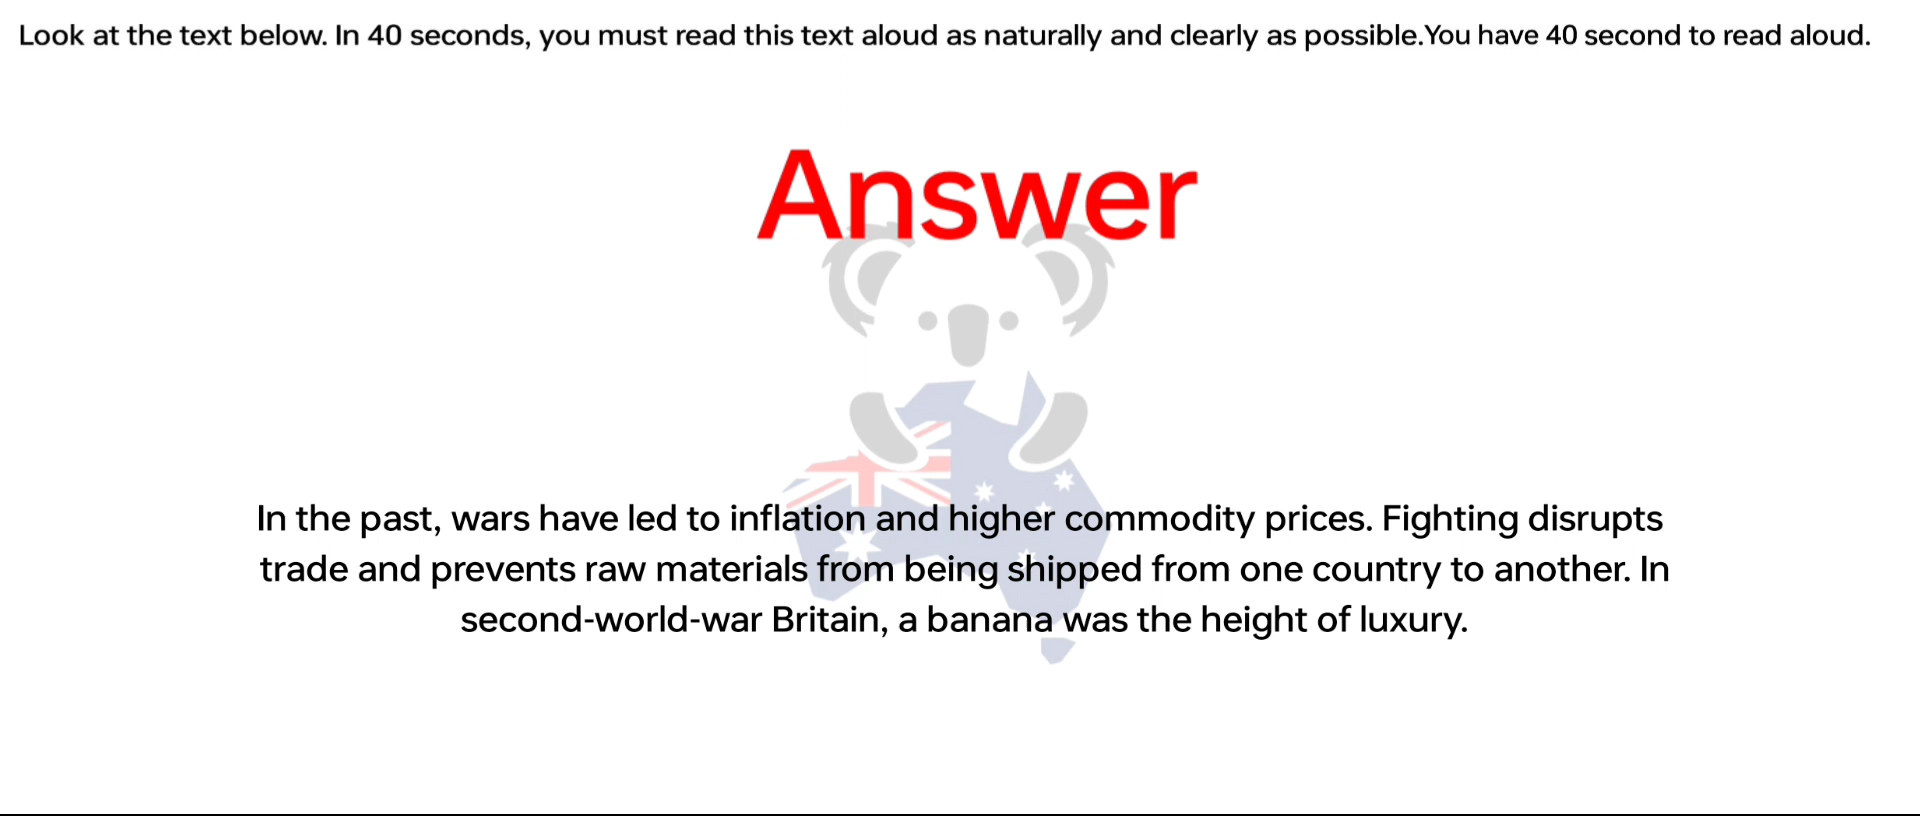 Look at the text below. In 40 seconds, you must read this text aloud as naturally and clearly as possible.You have 40 second to read aloud.
Answer
In the past, wars have led to inflation and higher commodity prices. Fighting disrupts
trade and prevents raw materials from being shipped from one country to another. In
second-world-war Britain, a banana was the height of luxury.